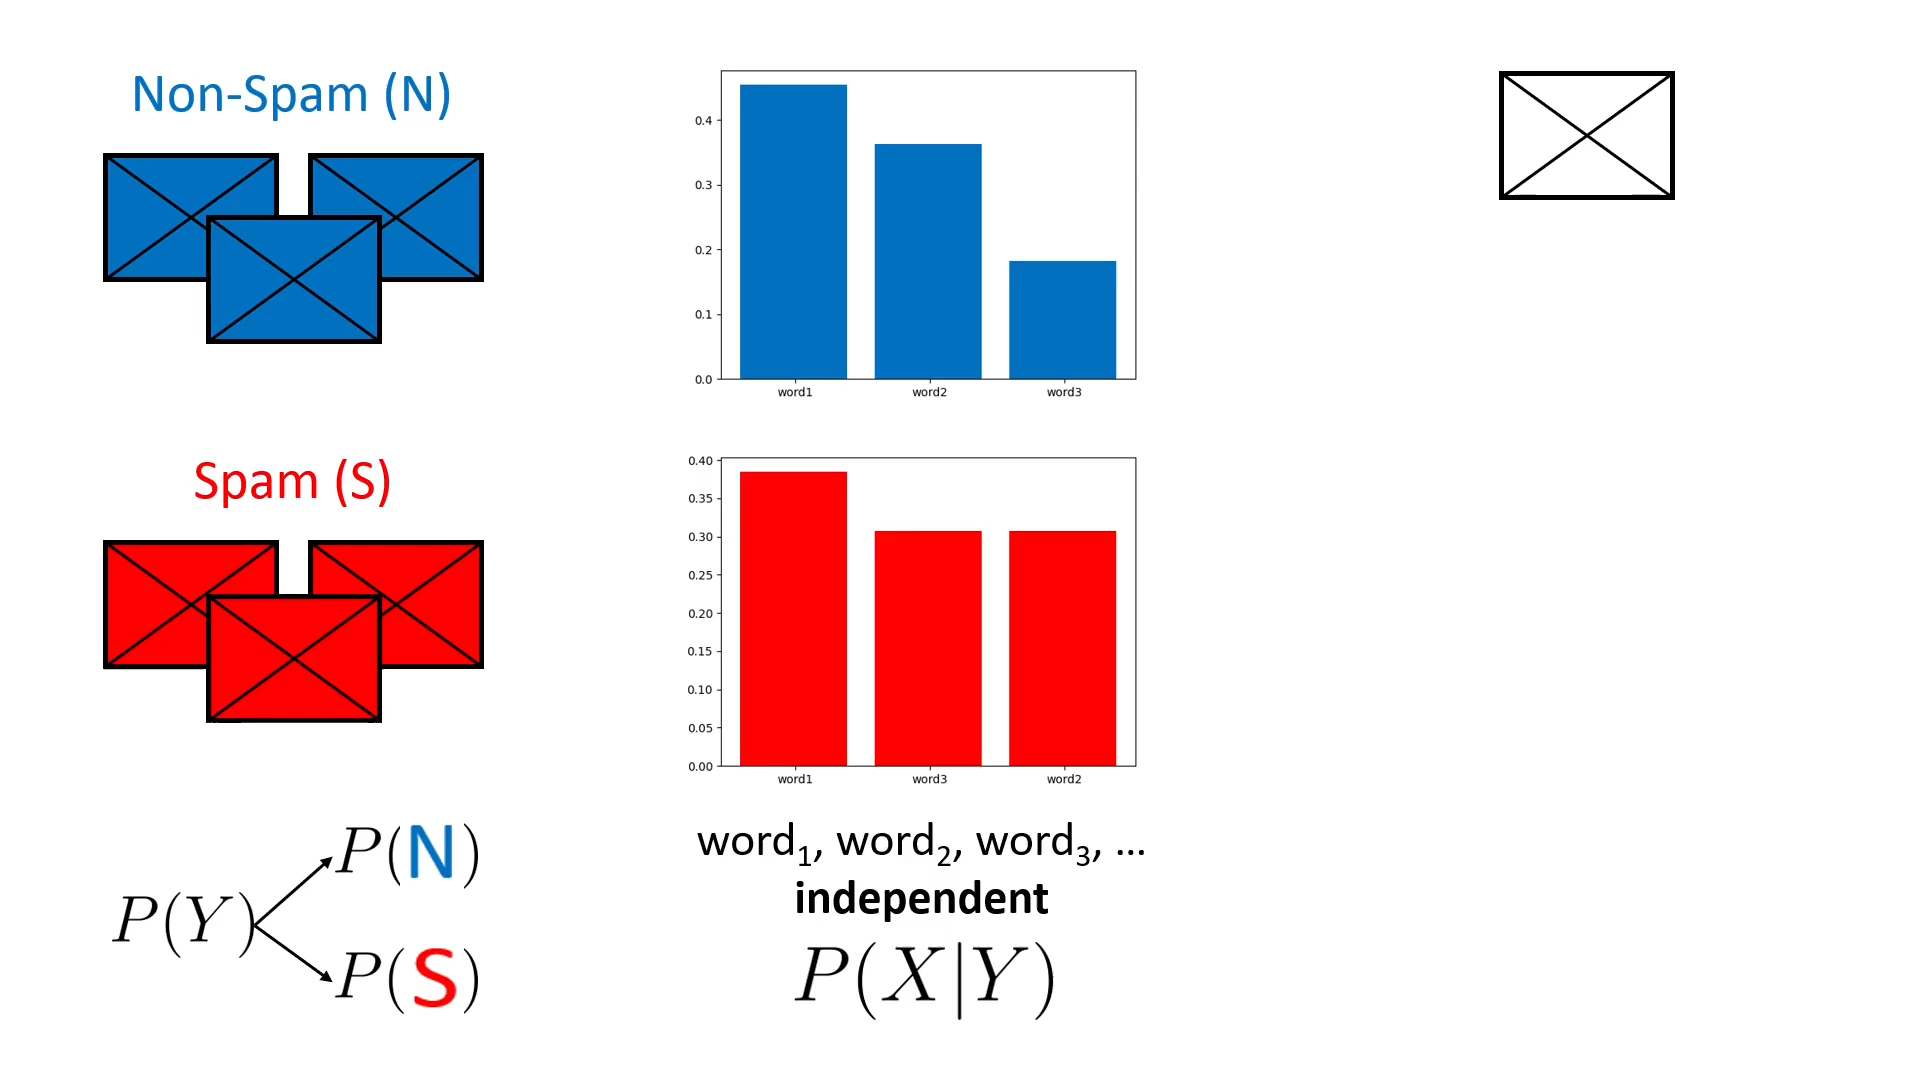 Non-Spam (N)
0.4
0.3
0.2
0.1
0.0
word1 word2 word3
Spam (S)
0.40
0.35
0.30
0.25
0.20
0.15
0.10
0.05
0.00
word1 word3 word2
P(Y)
P(N)
P(S)
word₁, word₂, word₃, ...
independent
P(X|Y)